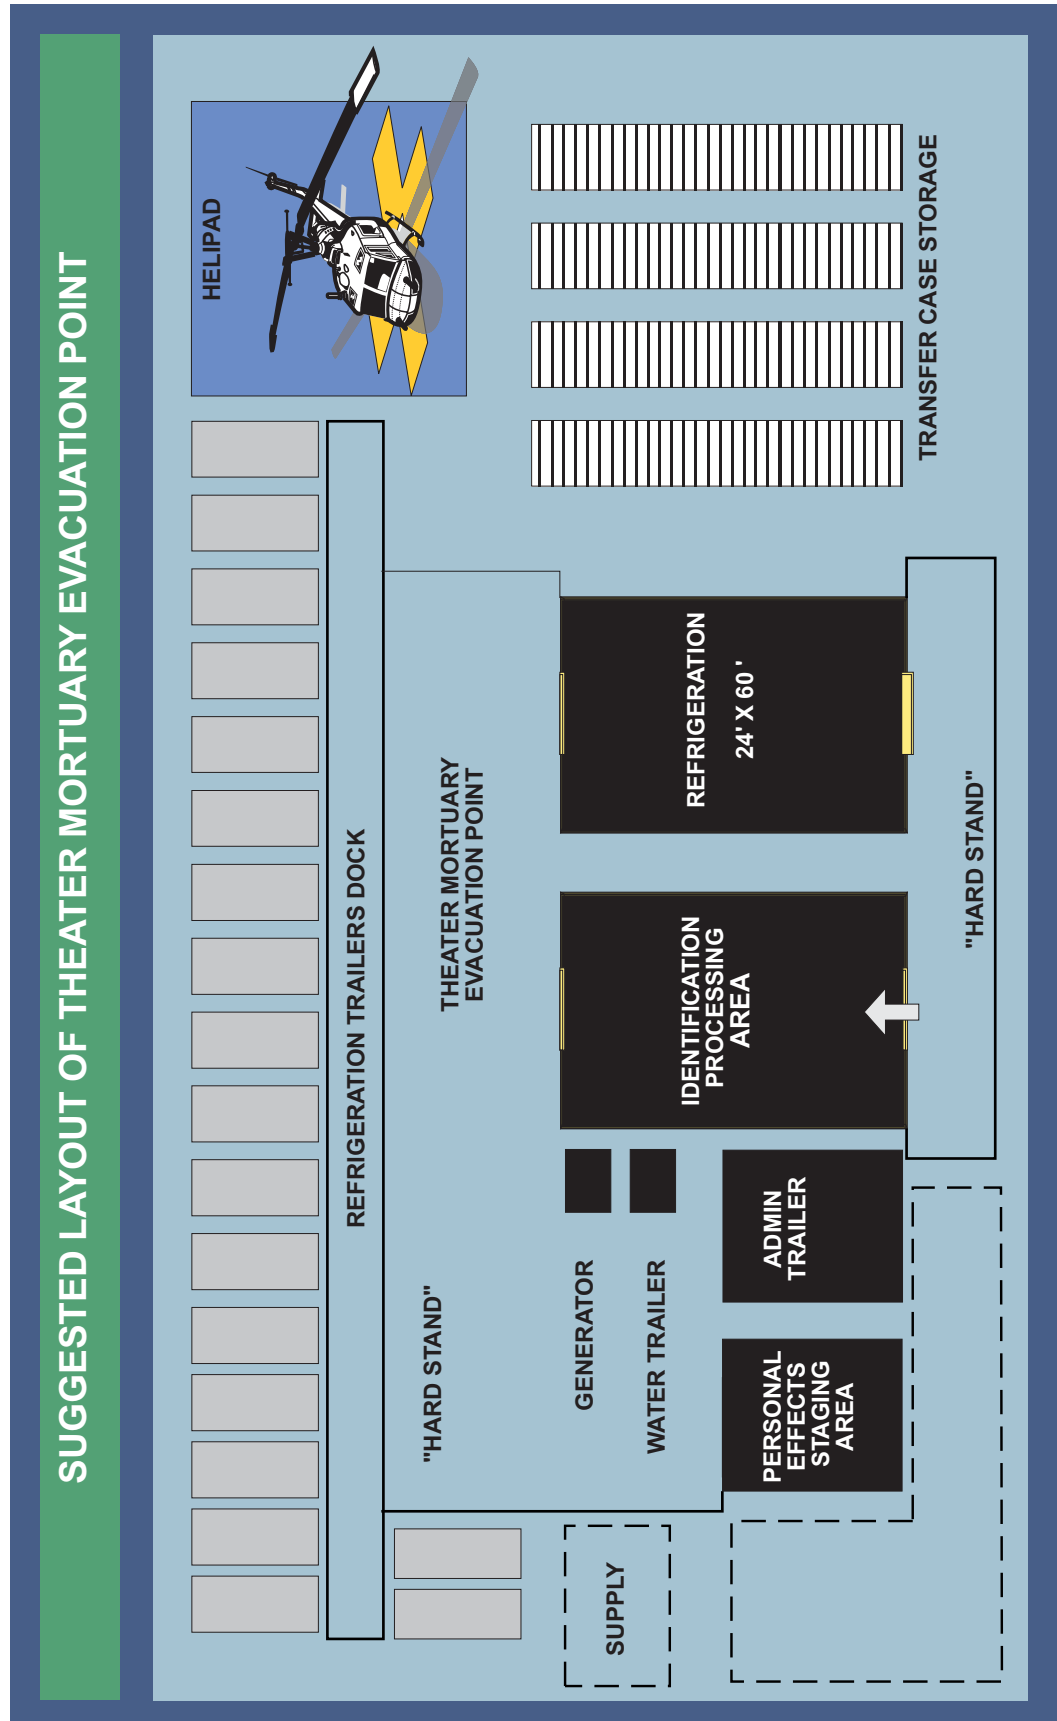 SUGGESTED LAYOUT OF THEATER MORTUARY EVACUATION POINT
HELIPAD
REFRIGERATION TRAILERS DOCK
"HARD STAND"
THEATER MORTUARY
EVACUATION POINT
GENERATOR
WATER TRAILER
SUPPLY
IDENTIFICATION
PROCESSING
AREA
REFRIGERATION
24' X 60'
PERSONAL
EFFECTS
STAGING
AREA
ADMIN
TRAILER
TRANSFER CASE STORAGE
"HARD STAND"